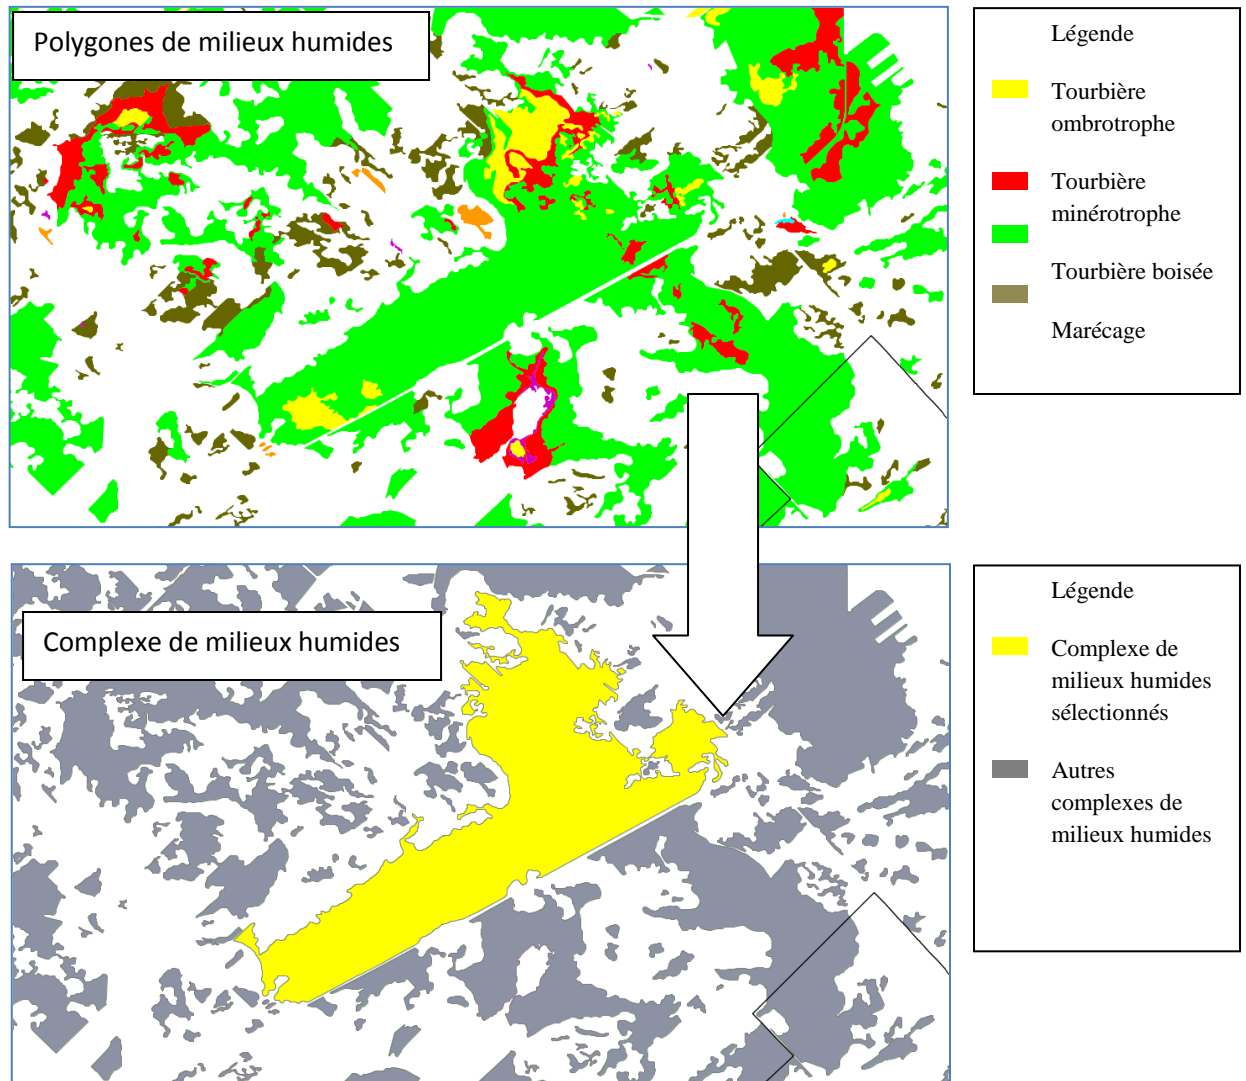 Polygones de milieux humides
Légende
Tourbière
ombrotrophe
Tourbière
minérotrophe
Tourbière boisée
Marécage
Complexe de milieux humides
Légende
Complexe de
milieux humides
sélectionnés
Autres
complexes de
milieux humides